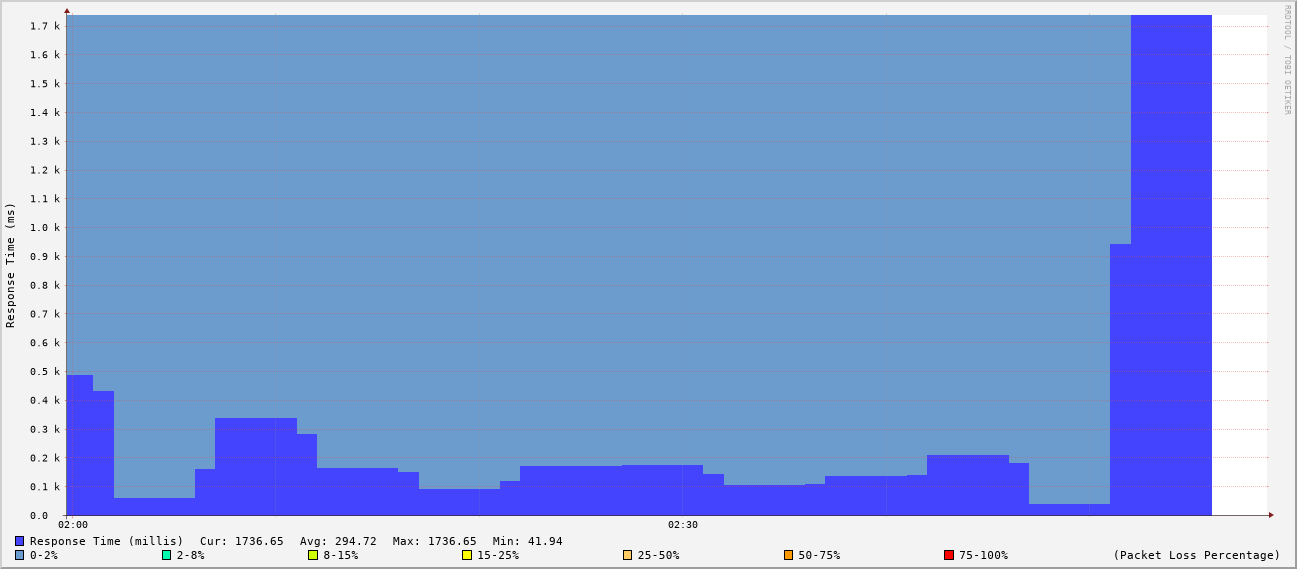 RRDTOOL / TOBI OETIKER
Response Time (ms)
1.7 k
1.6 k
1.5 k
1.4 k
1.3 k
1.2 k
1.1 k
1.0 k
0.9 k
0.8 k
0.7 k
0.6 k
0.5 k
0.4 k
0.3 k
0.2 k
0.1 k
0.0
02:00 02:30
Response Time (millis) Cur: 1736.65 Avg: 294.72 Max: 1736.65 Min: 41.94
0-2% 2-8% 8-15% 15-25% 25-50% 50-75% 75-100% (Packet Loss Percentage)